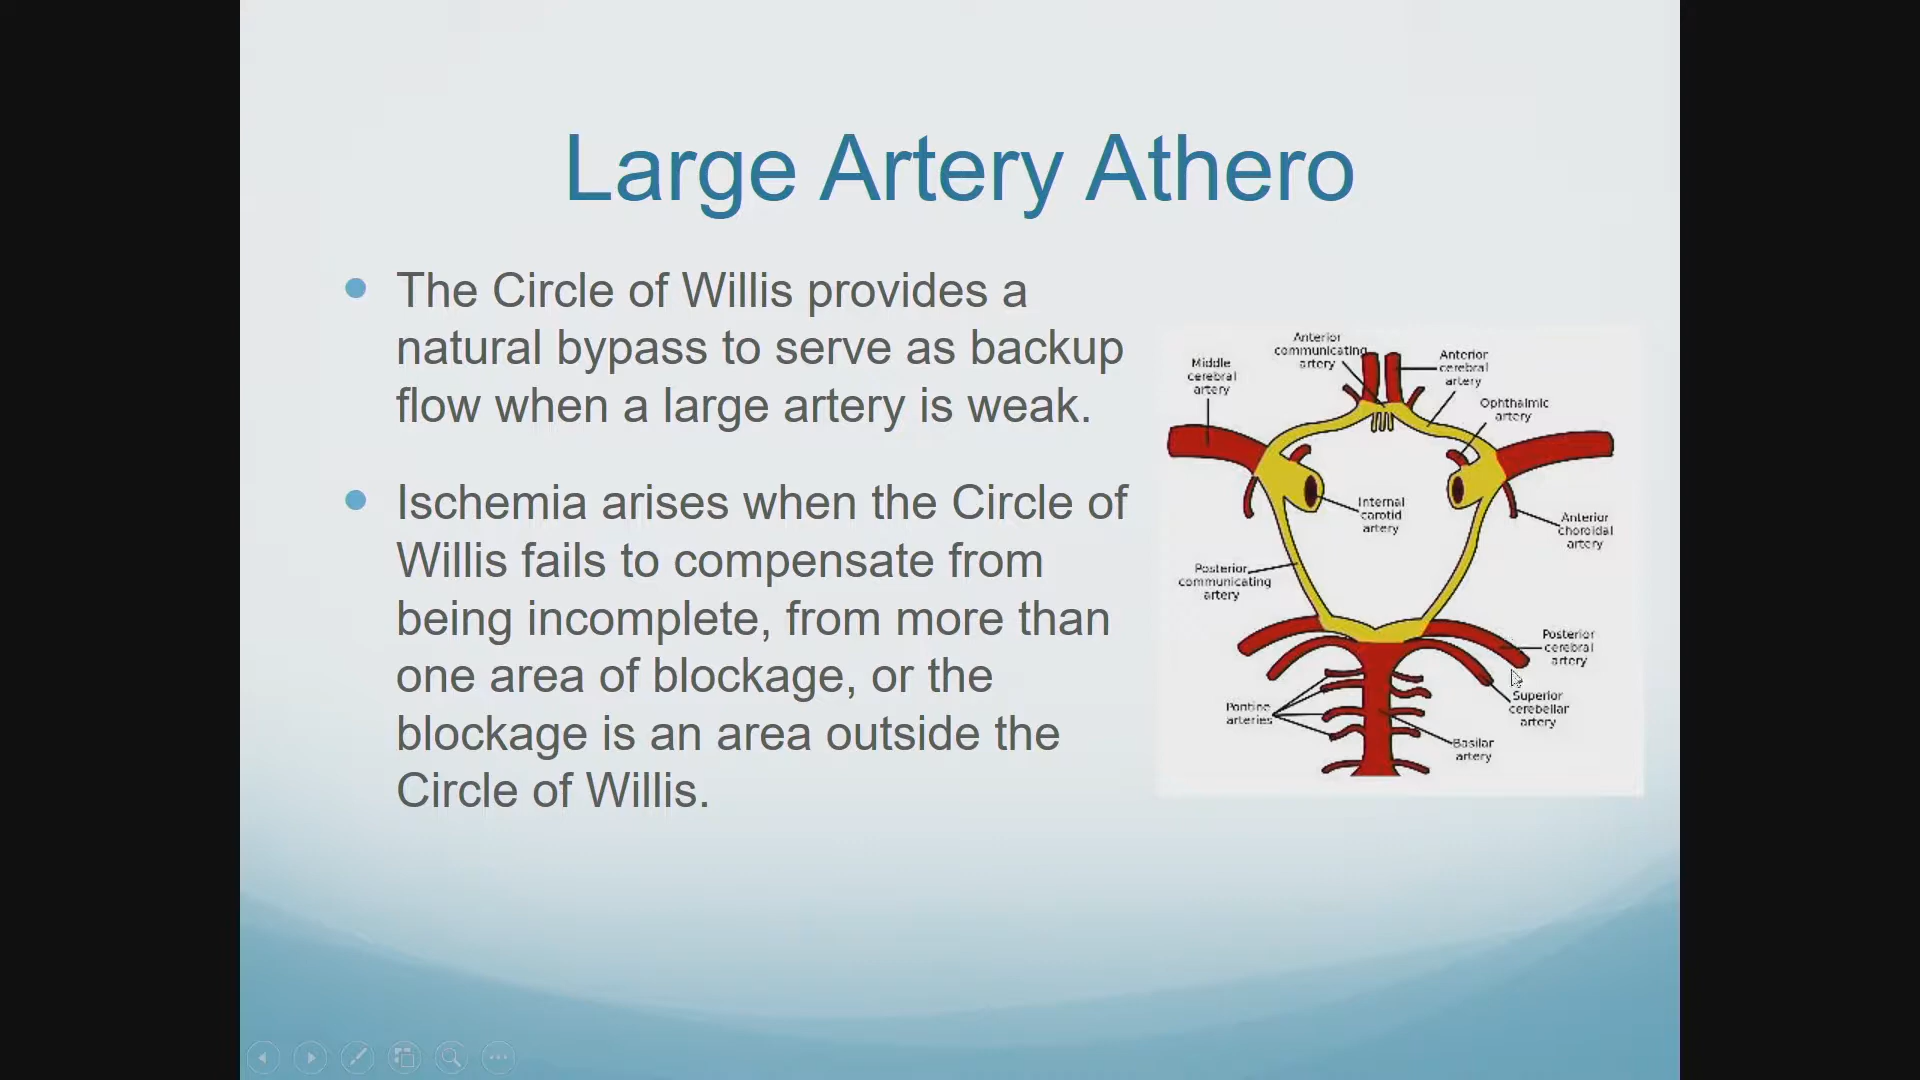 Large Artery Athero
The Circle of Willis provides a
natural bypass to serve as backup
flow when a large artery is weak.
Ischemia arises when the Circle of
Willis fails to compensate from
being incomplete, from more than
one area of blockage, or the
blockage is an area outside the
Circle of Willis.
Anterior
communicating
artery
Middle
cerebral
artery
Anterior
cerebral
artery
Ophthalmic
artery
Internal
carotid
artery
Anterior
choroidal
artery
Posterior
communicating
artery
Posterior
cerebral
artery
Superior
cerebellar
artery
Pontine
arteries
Basilar
artery